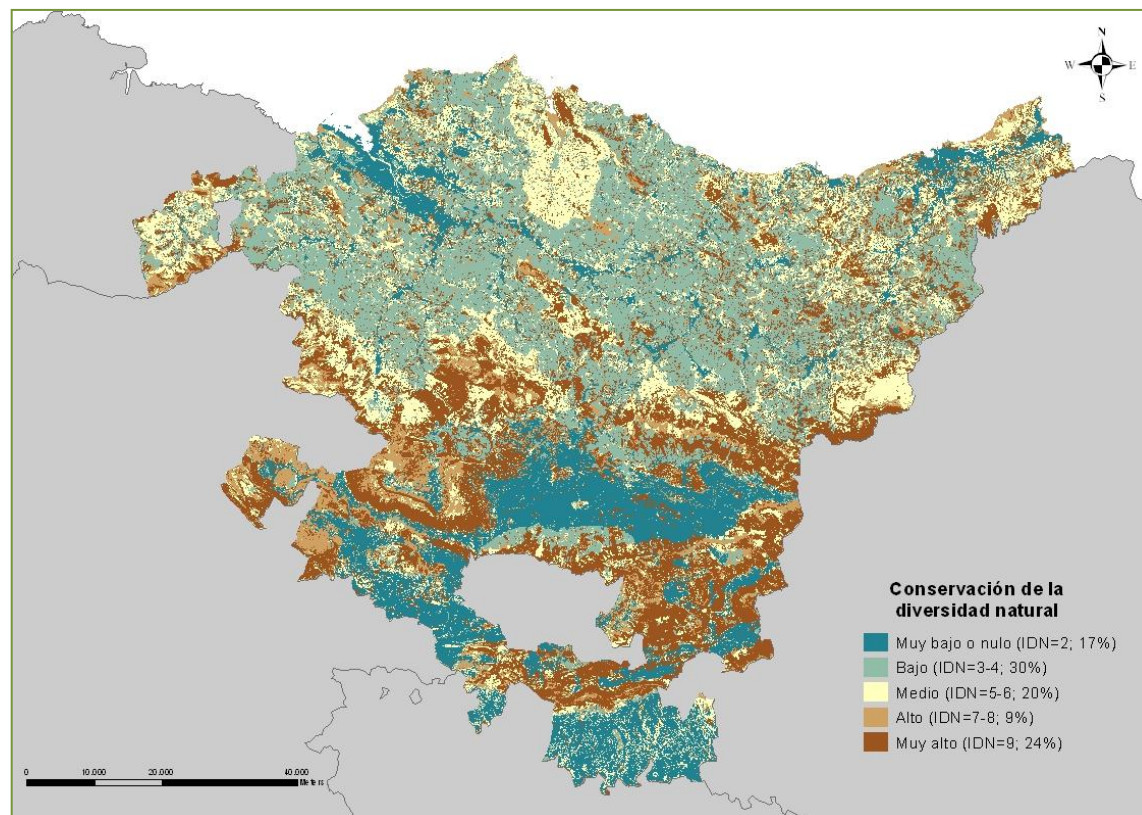 N
W E
S
Conservación de la
diversidad natural
Muy bajo o nulo (IDN=2; 17%)
Bajo (IDN=3-4; 30%)
Medio (IDN=5-6; 20%)
Alto (IDN=7-8; 9%)
Muy alto (IDN=9; 24%)
0 10.000 20.000 40.000
Meters